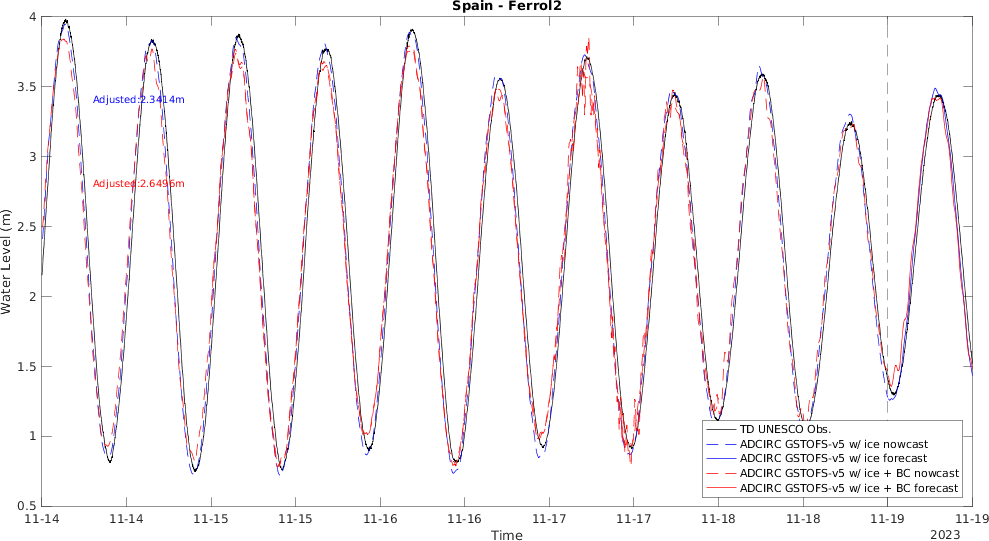 Spain - Ferrol2
4
3.5
3
2.5
2
1.5
1
0.5
Water Level (m)
Adjusted:2.3414m
Adjusted:2.6496m
TD UNESCO Obs.
ADCIRC GSTOFS-v5 w/ ice nowcast
ADCIRC GSTOFS-v5 w/ ice forecast
ADCIRC GSTOFS-v5 w/ ice + BC nowcast
ADCIRC GSTOFS-v5 w/ ice + BC forecast
11-14 11-14 11-15 11-15 11-16 11-16 11-17 11-17 11-18 11-18 11-19 11-19
Time
2023